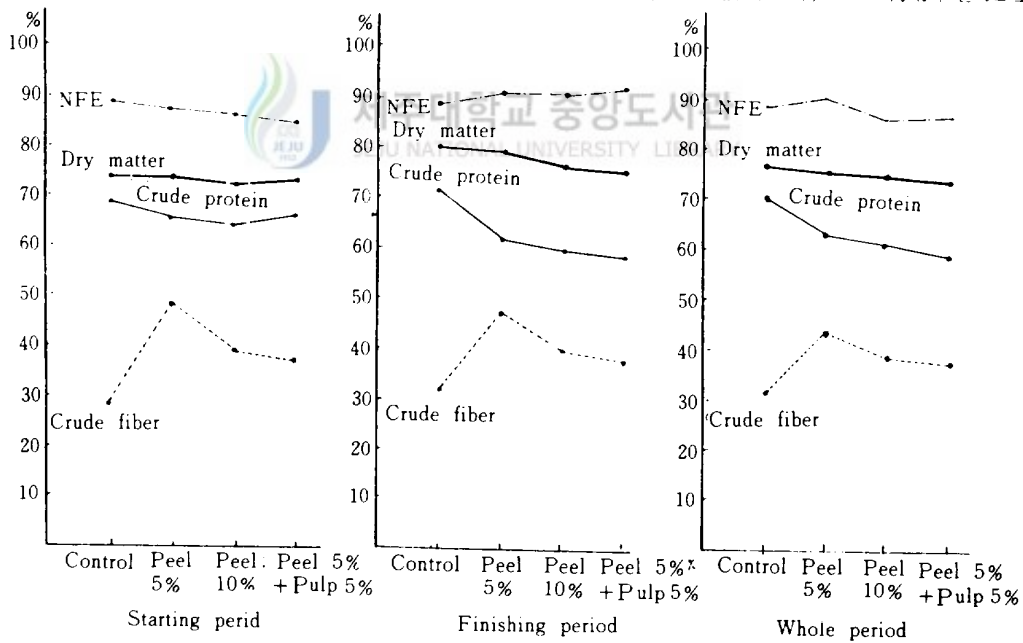 %
100
90
80
70
60
50
40
30
20
10
NFE
Dry matter
Crude protein
Crude fiber
Control Peel 5% Peel 10% Peel 5% +Pulp 5%
Starting period
%
100
90
80
70
60
50
40
30
20
10
NFE
Dry matter
Crude protein
Crude fiber
Control Peel 5% Peel 10% Peel 5% +Pulp 5%
Finishing period
%
100
90
80
70
60
50
40
30
20
10
NFE
Dry matter
Crude protein
Crude fiber
Control Peel 5% Peel 10% Peel 5% +Pulp 5%
Whole period
제주대학교 중앙도서관
JEJU NATIONAL UNIVERSITY LIBRARY
JEJU
1952